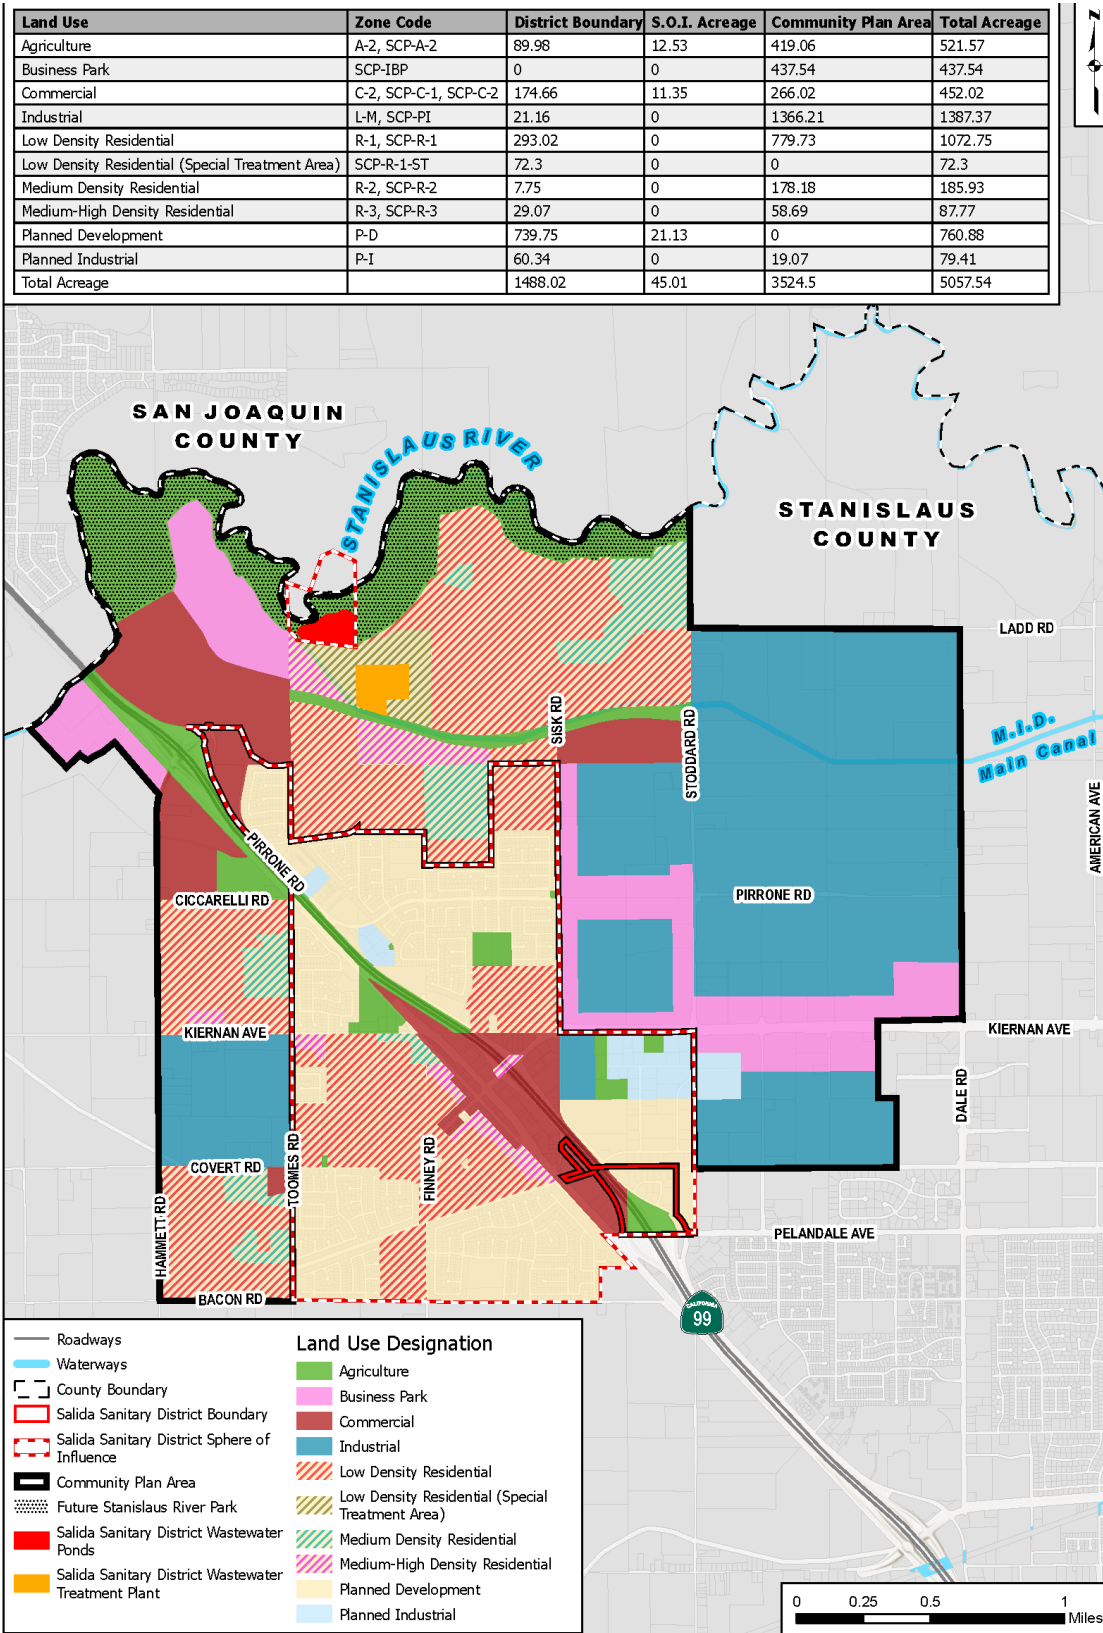 Land Use Zone Code District Boundary S.O.I. Acreage Community Plan Area Total Acreage
Agriculture A-2, SCP-A-2 89.98 12.53 419.06 521.57
Business Park SCP-IBP 0 0 437.54 437.54
Commercial C-2, SCP-C-1, SCP-C-2 174.66 11.35 266.02 452.02
Industrial L-M, SCP-PI 21.16 0 1366.21 1387.37
Low Density Residential R-1, SCP-R-1 293.02 0 779.73 1072.75
Low Density Residential (Special Treatment Area) SCP-R-1-ST 72.3 0 0 72.3
Medium Density Residential R-2, SCP-R-2 7.75 0 178.18 185.93
Medium-High Density Residential R-3, SCP-R-3 29.07 0 58.69 87.77
Planned Development P-D 739.75 21.13 0 760.88
Planned Industrial P-I 60.34 0 19.07 79.41
Total Acreage 1488.02 45.01 3524.5 5057.54
N
SAN JOAQUIN
COUNTY
STANISLAUS RIVER
STANISLAUS
COUNTY
LADD RD
SISK RD
STODDARD RD
M.I.D.
Main Canal
AMERICAN AVE
PIRRONE RD
CICCARELLI RD
PIRRONE RD
KIERNAN AVE
KIERNAN AVE
DALE RD
COVERT RD
TOOMES RD
FINNEY RD
HAMMETT RD
PELANDALE AVE
BACON RD
CALIFORNIA
99
Roadways
Waterways
County Boundary
Salida Sanitary District Boundary
Salida Sanitary District Sphere of
Influence
Community Plan Area
Future Stanislaus River Park
Salida Sanitary District Wastewater
Ponds
Salida Sanitary District Wastewater
Treatment Plant
Land Use Designation
Agriculture
Business Park
Commercial
Industrial
Low Density Residential
Low Density Residential (Special
Treatment Area)
Medium Density Residential
Medium-High Density Residential
Planned Development
Planned Industrial
0 0.25 0.5 1
Miles